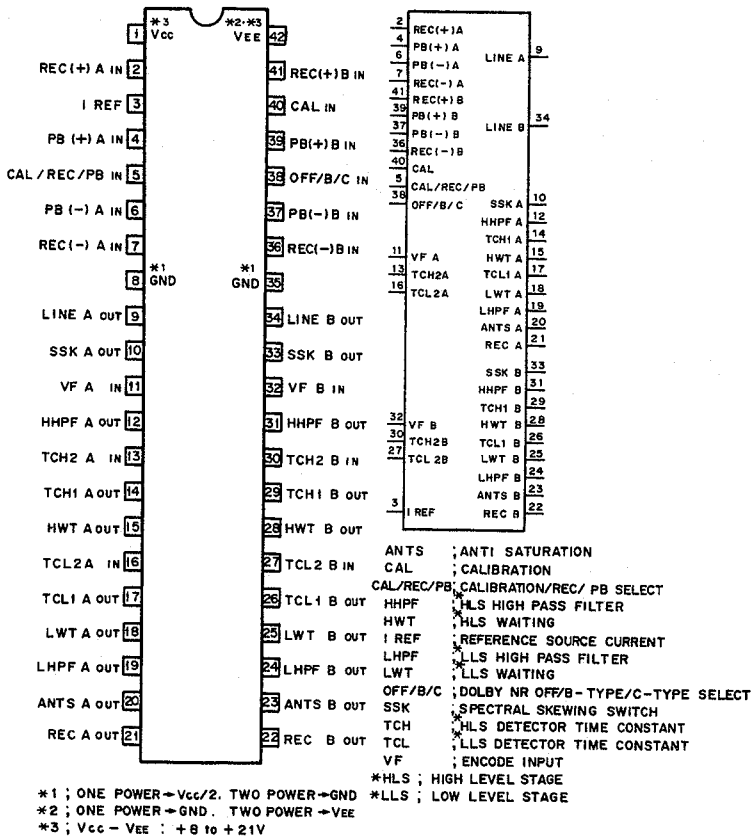 *3 *2·*3
1 Vcc VEE 42
REC(+) A IN 2 41 REC(+) B IN
I REF 3 40 CAL IN
PB (+) A IN 4 39 PB(+) B IN
CAL/REC/PB IN 5 38 OFF/B/C IN
PB (-) A IN 6 37 PB(-) B IN
REC(-) A IN 7 36 REC(-) B IN
*1 *1
8 GND GND 35
LINE A OUT 9 34 LINE B OUT
SSK A OUT 10 33 SSK B OUT
VF A IN 11 32 VF B IN
HHPF A OUT 12 31 HHPF B OUT
TCH2 A IN 13 30 TCH2 B IN
TCH1 A OUT 14 29 TCH1 B OUT
HWT A OUT 15 28 HWT B OUT
TCL2A IN 16 27 TCL2 B IN
TCL1 A OUT 17 26 TCL1 B OUT
LWT A OUT 18 25 LWT B OUT
LHPF A OUT 19 24 LHPF B OUT
ANTS A OUT 20 23 ANTS B OUT
REC A OUT 21 22 REC B OUT
*1 ; ONE POWER→Vcc/2. TWO POWER→GND
*2 ; ONE POWER→GND. TWO POWER→VEE
*3 ; Vcc - VEE : +8 to +21V
2 REC(+) A
4 PB(+) A
6 PB(-) A
7 REC(-) A
41 REC(+) B
39 PB(+) B
37 PB(-) B
36 REC(-) B
40 CAL
5 CAL/REC/PB
38 OFF/B/C
11 VF A
13 TCH2A
16 TCL2A
32 VF B
30 TCH2B
27 TCL 2B
3 I REF
LINE A 9
LINE B 34
SSK A 10
HHPF A 12
TCH1 A 14
HWT A 15
TCL1 A 17
LWT A 18
LHPF A 19
ANTS A 20
REC A 21
SSK B 33
HHPF B 31
TCH1 B 29
HWT B 28
TCL1 B 26
LWT B 25
LHPF B 24
ANTS B 23
REC B 22
ANTS ; ANTI SATURATION
CAL ; CALIBRATION
CAL/REC/PB ; CALIBRATION/REC/ PB SELECT
HHPF ;*HLS HIGH PASS FILTER
HWT ;*HLS WAITING
I REF ; REFERENCE SOURCE CURRENT
LHPF ;*LLS HIGH PASS FILTER
LWT ;*LLS WAITING
OFF/B/C ; DOLBY NR OFF/B-TYPE/C-TYPE SELECT
SSK ; SPECTRAL SKEWING SWITCH
TCH ;*HLS DETECTOR TIME CONSTANT
TCL ;*LLS DETECTOR TIME CONSTANT
VF ; ENCODE INPUT
*HLS ; HIGH LEVEL STAGE
*LLS ; LOW LEVEL STAGE